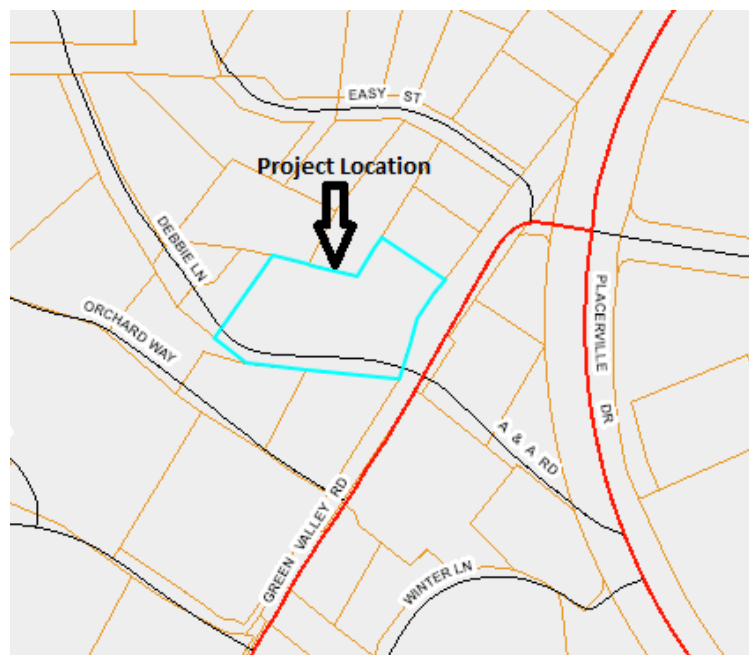 EASY ST
Project Location
DEBBIE LN
ORCHARD WAY
PLACERVILLE DR
A & A RD
GREEN VALLEY RD
WINTER LN